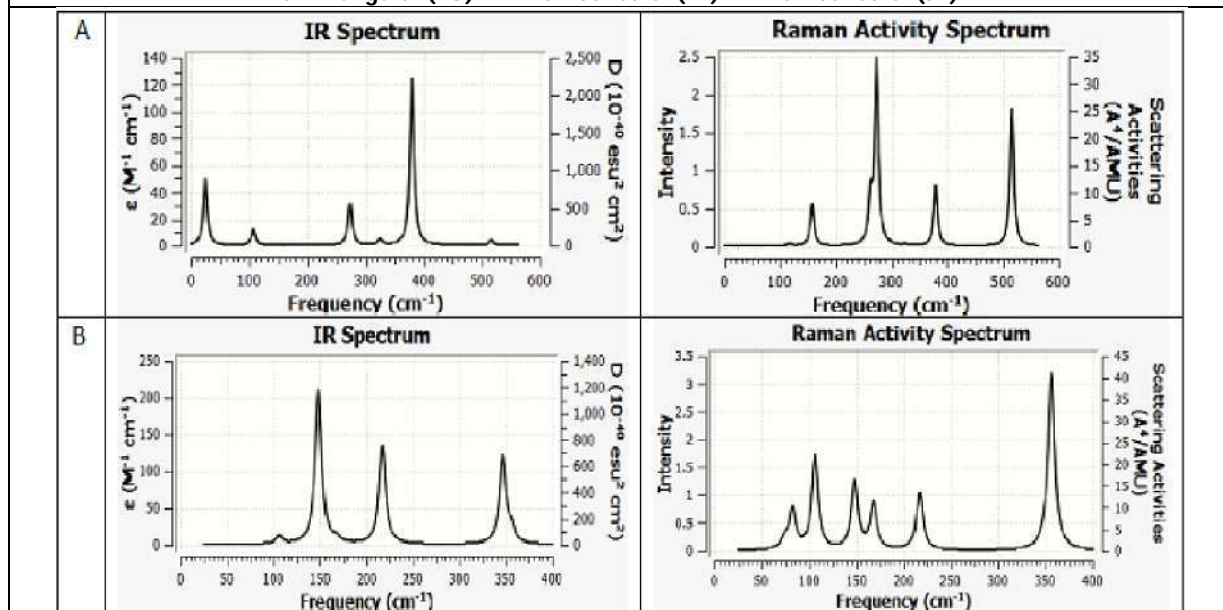 A
IR Spectrum
ε (M⁻¹ cm⁻¹)
140
120
100
80
60
40
20
0
2,500
2,000
1,500
1,000
500
0
D (10⁻⁴⁰ esu² cm²)
0 100 200 300 400 500 600
Frequency (cm⁻¹)
Raman Activity Spectrum
Intensity
2.5
2
1.5
1
0.5
0
35
30
25
20
15
10
5
0
Scattering
Activities
(Å⁴/AMU)
0 100 200 300 400 500 600
Frequency (cm⁻¹)
B
IR Spectrum
ε (M⁻¹ cm⁻¹)
250
200
150
100
50
0
1,400
1,200
1,000
800
600
400
200
0
D (10⁻⁴⁰ esu² cm²)
0 50 100 150 200 250 300 350 400
Frequency (cm⁻¹)
Raman Activity Spectrum
Intensity
3.5
3
2.5
2
1.5
1
0.5
0
45
40
35
30
25
20
15
10
5
0
Scattering Activities
(Å⁴/AMU)
0 50 100 150 200 250 300 350 400
Frequency (cm⁻¹)